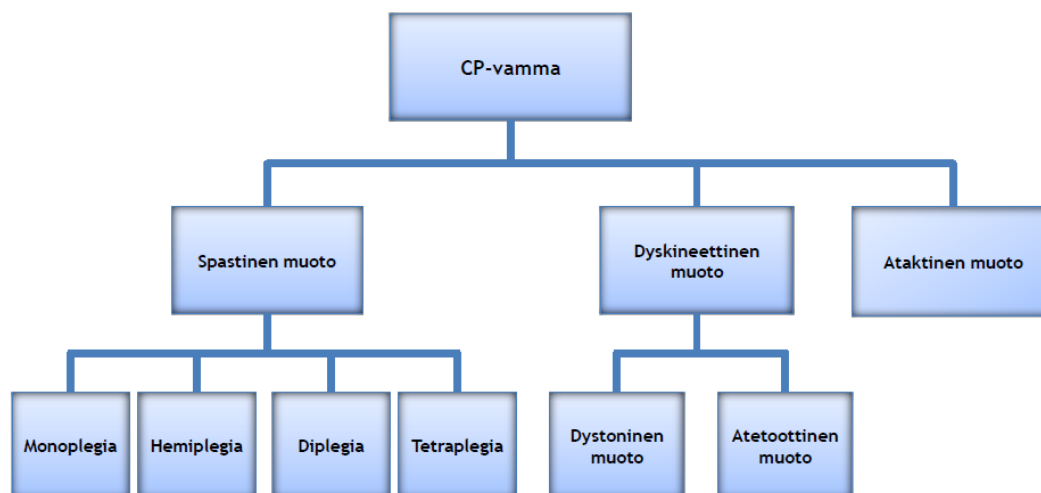 CP-vamma
Spastinen muoto
Dyskineettinen
muoto
Ataktinen muoto
Monoplegia
Hemiplegia
Diplegia
Tetraplegia
Dystoninen
muoto
Atetoottinen
muoto